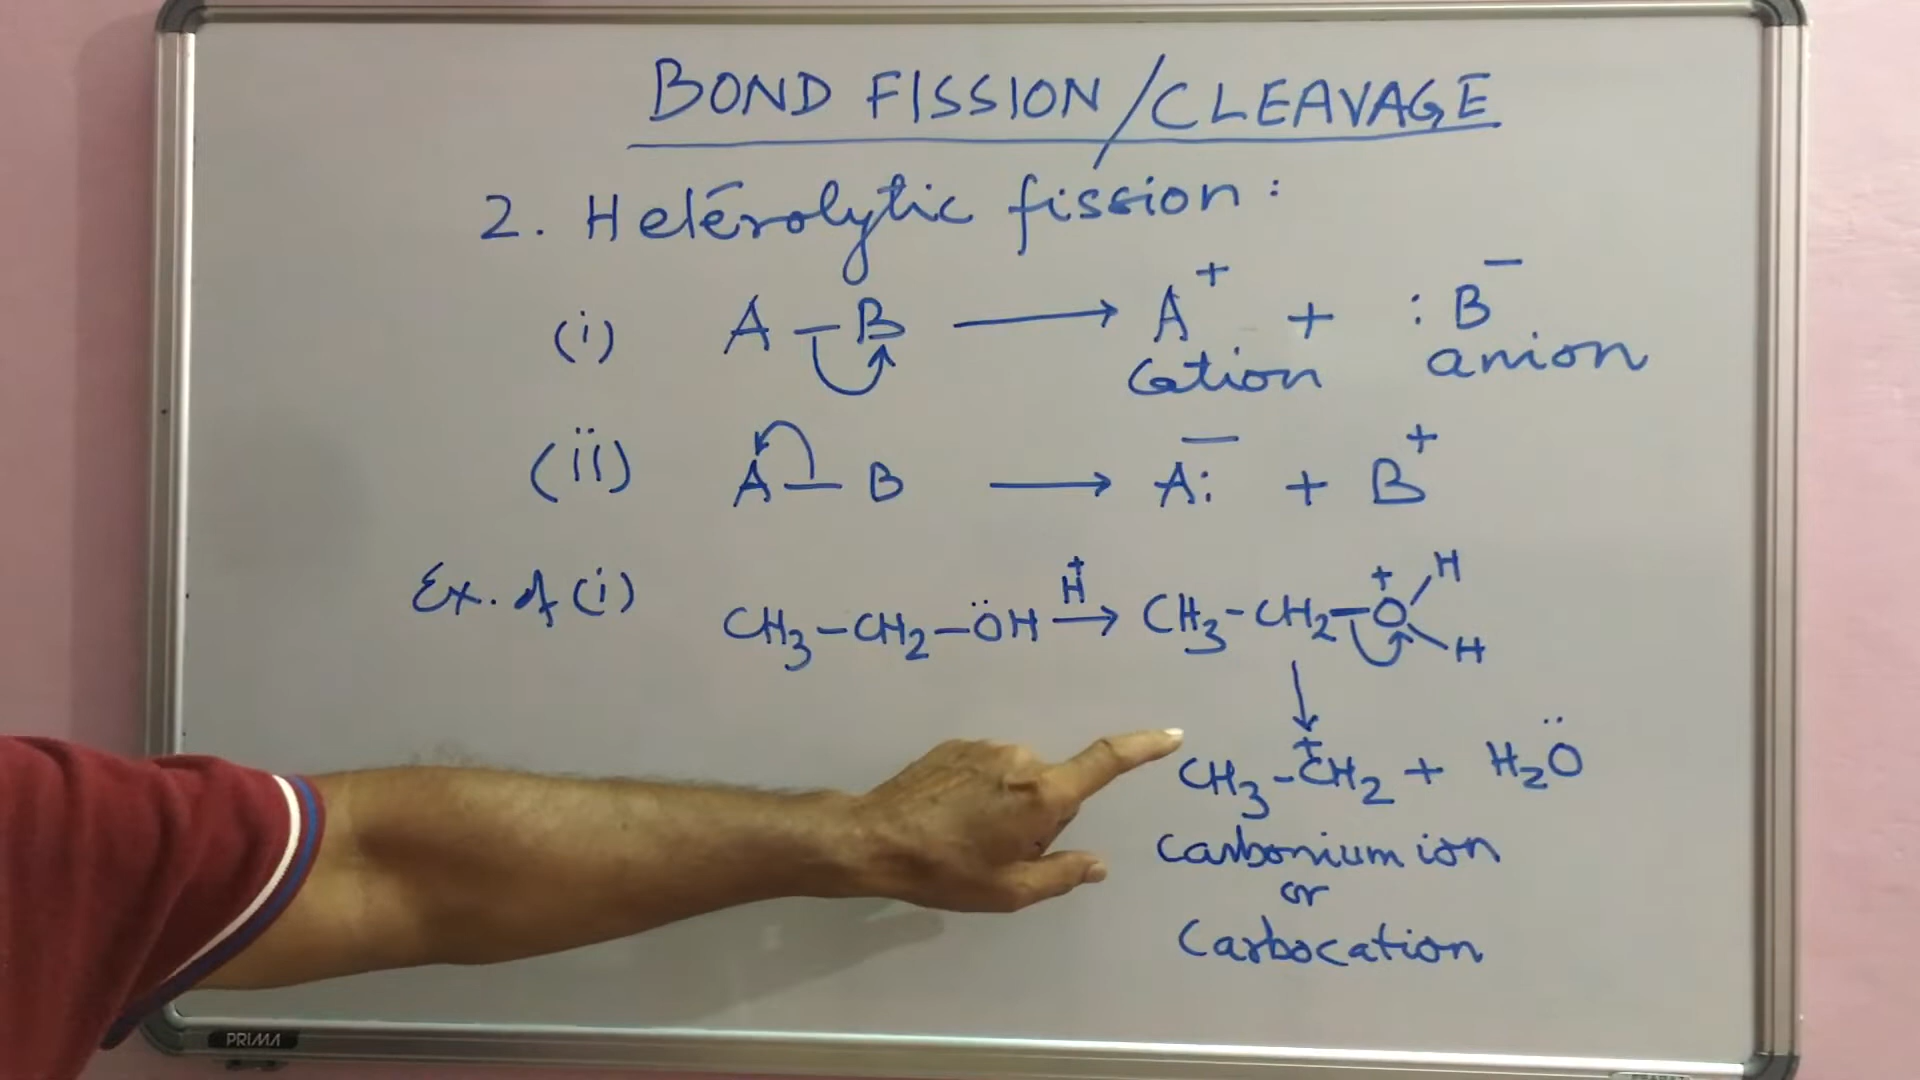 BOND FISSION/CLEAVAGE
2. Heterolytic fission:
(i) A – B ⟶ A⁺ + :B⁻
Cation anion
(ii) A – B ⟶ A:⁻ + B⁺
Ex. of (i) CH₃–CH₂–ÖH –H⁺→ CH₃–CH₂–O⁺ H H
CH₃–C⁺H₂ + H₂Ö
Carbonium ion
or
Carbocation
PRIMA